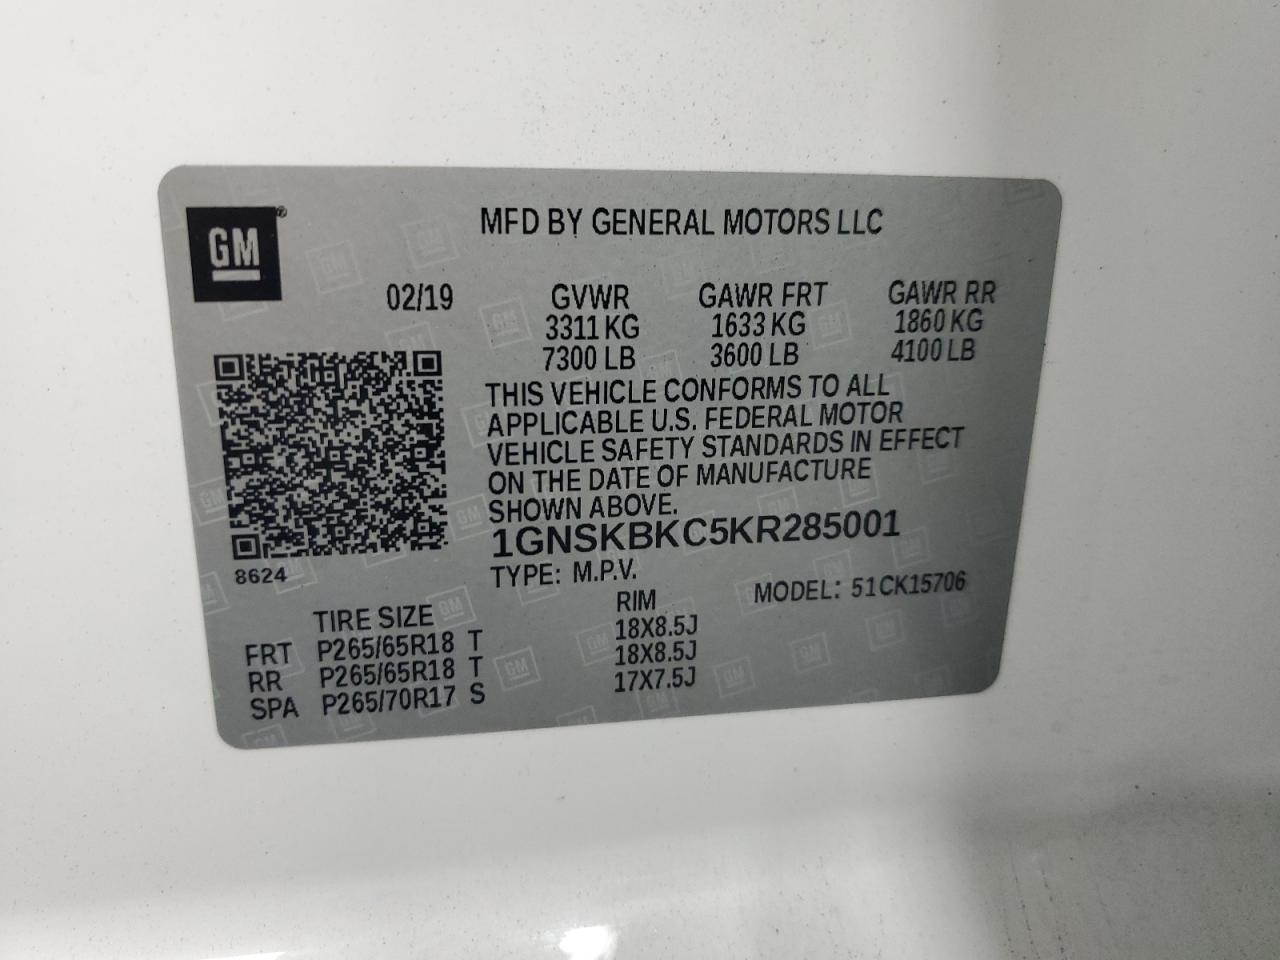 GM
MFD BY GENERAL MOTORS LLC
02/19 GVWR GAWR FRT GAWR RR
3311 KG 1633 KG 1860 KG
7300 LB 3600 LB 4100 LB
THIS VEHICLE CONFORMS TO ALL
APPLICABLE U.S. FEDERAL MOTOR
VEHICLE SAFETY STANDARDS IN EFFECT
ON THE DATE OF MANUFACTURE
SHOWN ABOVE.
1GNSKBKC5KR285001
8624
TYPE: M.P.V. MODEL: 51CK15706
TIRE SIZE RIM
FRT P265/65R18 T 18X8.5J
RR P265/65R18 T 18X8.5J
SPA P265/70R17 S 17X7.5J